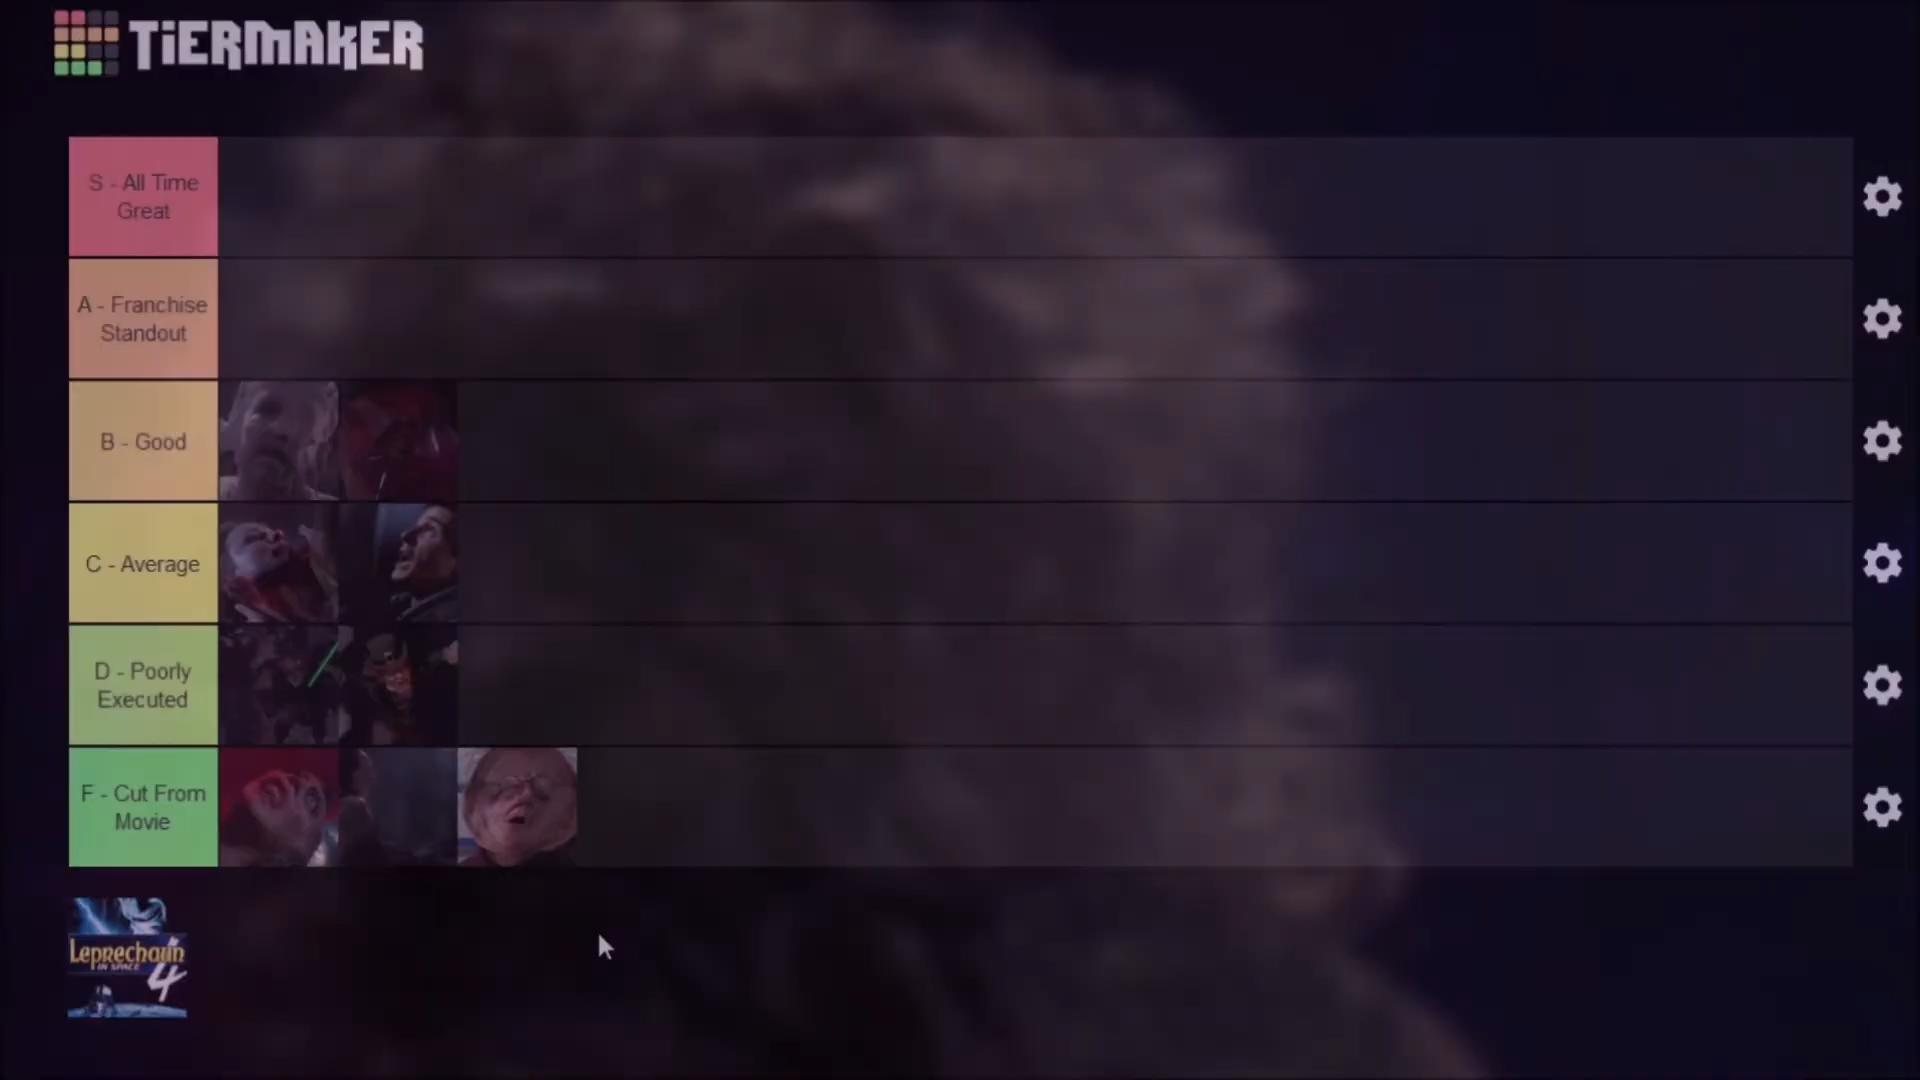 TiERMAKER
S - All Time
Great
A - Franchise
Standout
B - Good
C - Average
D - Poorly
Executed
F - Cut From
Movie
Leprechaun
IN SPACE
4